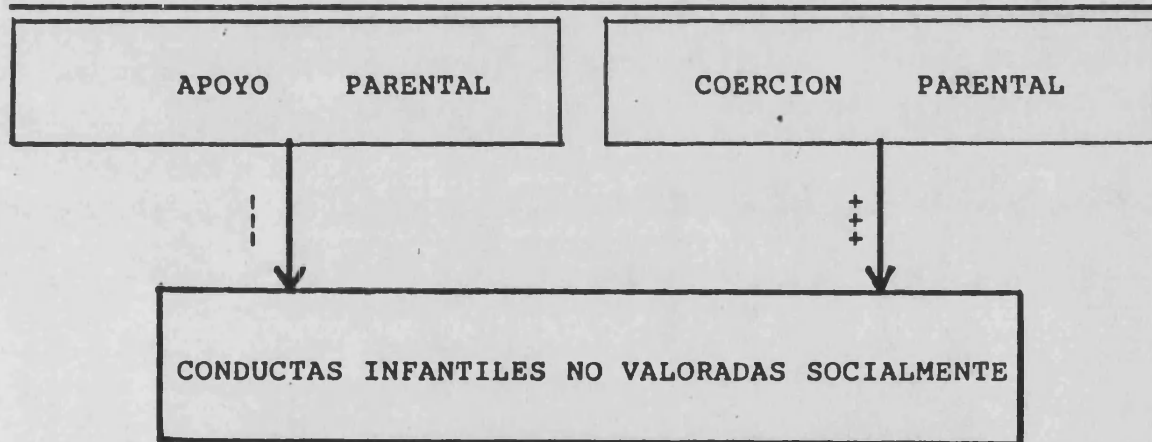 APOYO PARENTAL
COERCION PARENTAL
+
+
+
CONDUCTAS INFANTILES NO VALORADAS SOCIALMENTE